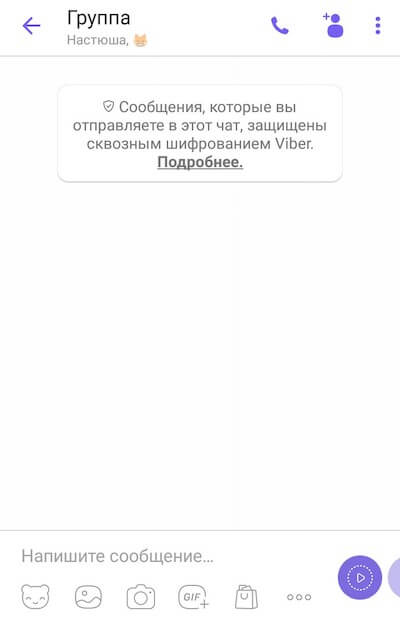 Группа
Настюша, 😸
Сообщения, которые вы
отправляете в этот чат, защищены
сквозным шифрованием Viber.
Подробнее.
Напишите сообщение...
GIF